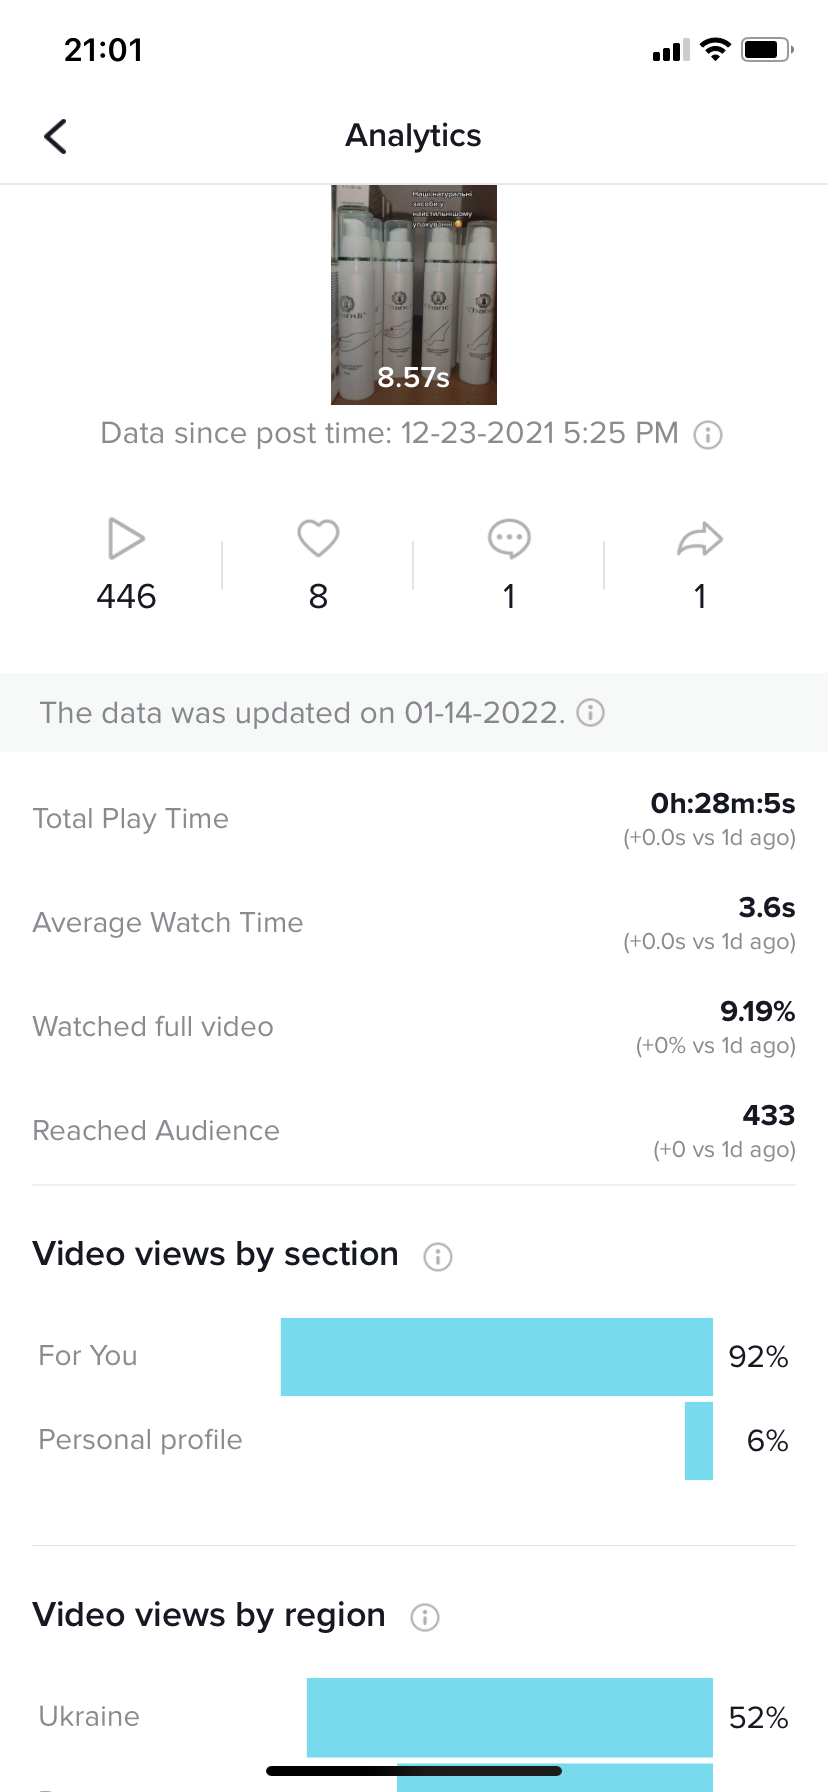 21:01
Analytics
Наші натуральні
засоби у
найстильнішому
упакуванні
Chandi
8.57s
Data since post time: 12-23-2021 5:25 PM
446
8
1
1
The data was updated on 01-14-2022.
Total Play Time
0h:28m:5s
(+0.0s vs 1d ago)
Average Watch Time
3.6s
(+0.0s vs 1d ago)
Watched full video
9.19%
(+0% vs 1d ago)
Reached Audience
433
(+0 vs 1d ago)
Video views by section
For You
92%
Personal profile
6%
Video views by region
Ukraine
52%